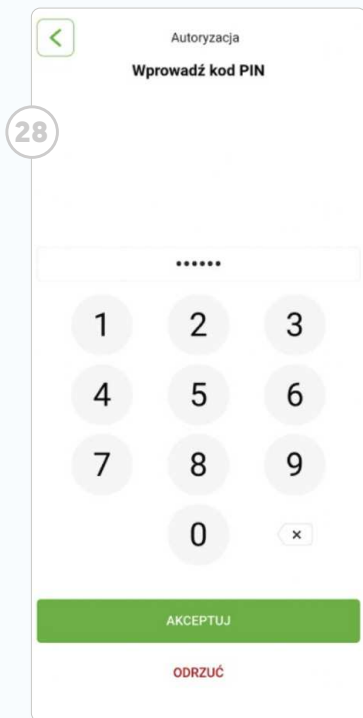 Autoryzacja
Wprowadź kod PIN
28
••••••
1 2 3
4 5 6
7 8 9
0 ×
AKCEPTUJ
ODRZUĆ